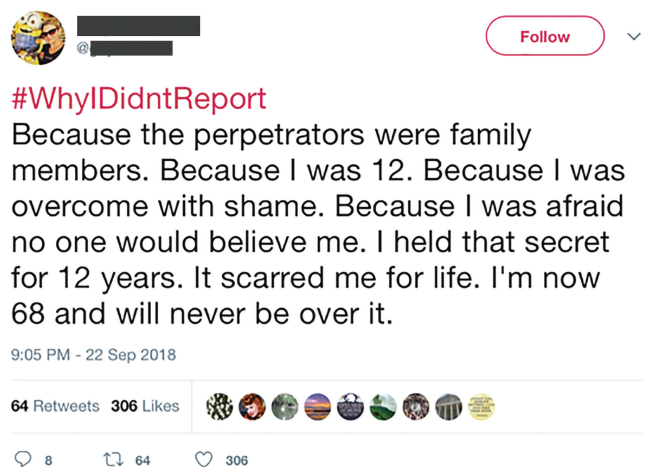 @
Follow
#WhyIDidntReport
Because the perpetrators were family
members. Because I was 12. Because I was
overcome with shame. Because I was afraid
no one would believe me. I held that secret
for 12 years. It scarred me for life. I'm now
68 and will never be over it.
9:05 PM - 22 Sep 2018
64 Retweets 306 Likes
8 64 306